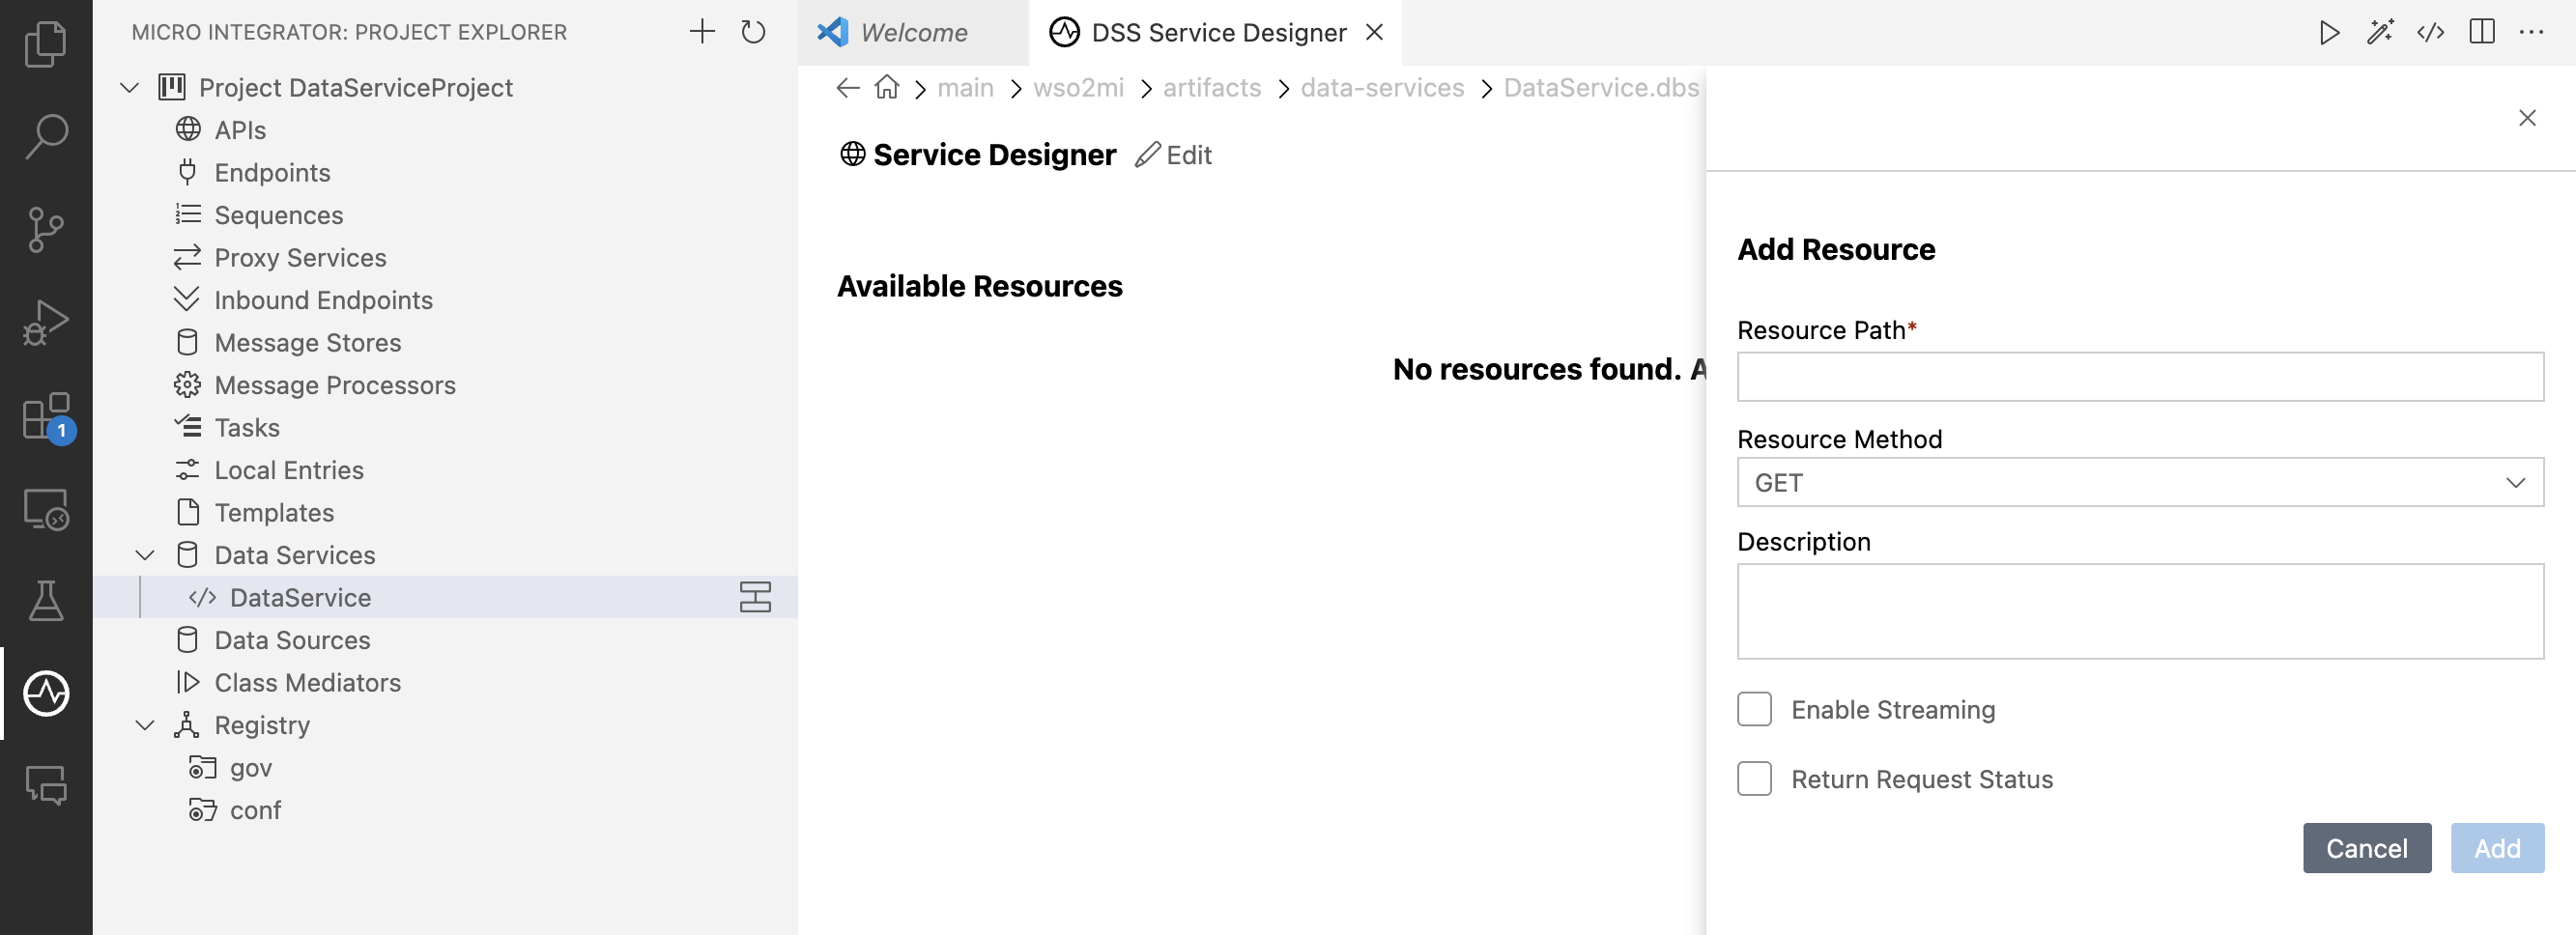 MICRO INTEGRATOR: PROJECT EXPLORER
Project DataServiceProject
APIs
Endpoints
Sequences
Proxy Services
Inbound Endpoints
Message Stores
Message Processors
Tasks
Local Entries
Templates
Data Services
DataService
Data Sources
Class Mediators
Registry
gov
conf
1
Welcome
DSS Service Designer
main > wso2mi > artifacts > data-services > DataService.dbs
Service Designer Edit
Available Resources
No resources found. A
Add Resource
Resource Path*
Resource Method
GET
Description
Enable Streaming
Return Request Status
Cancel Add